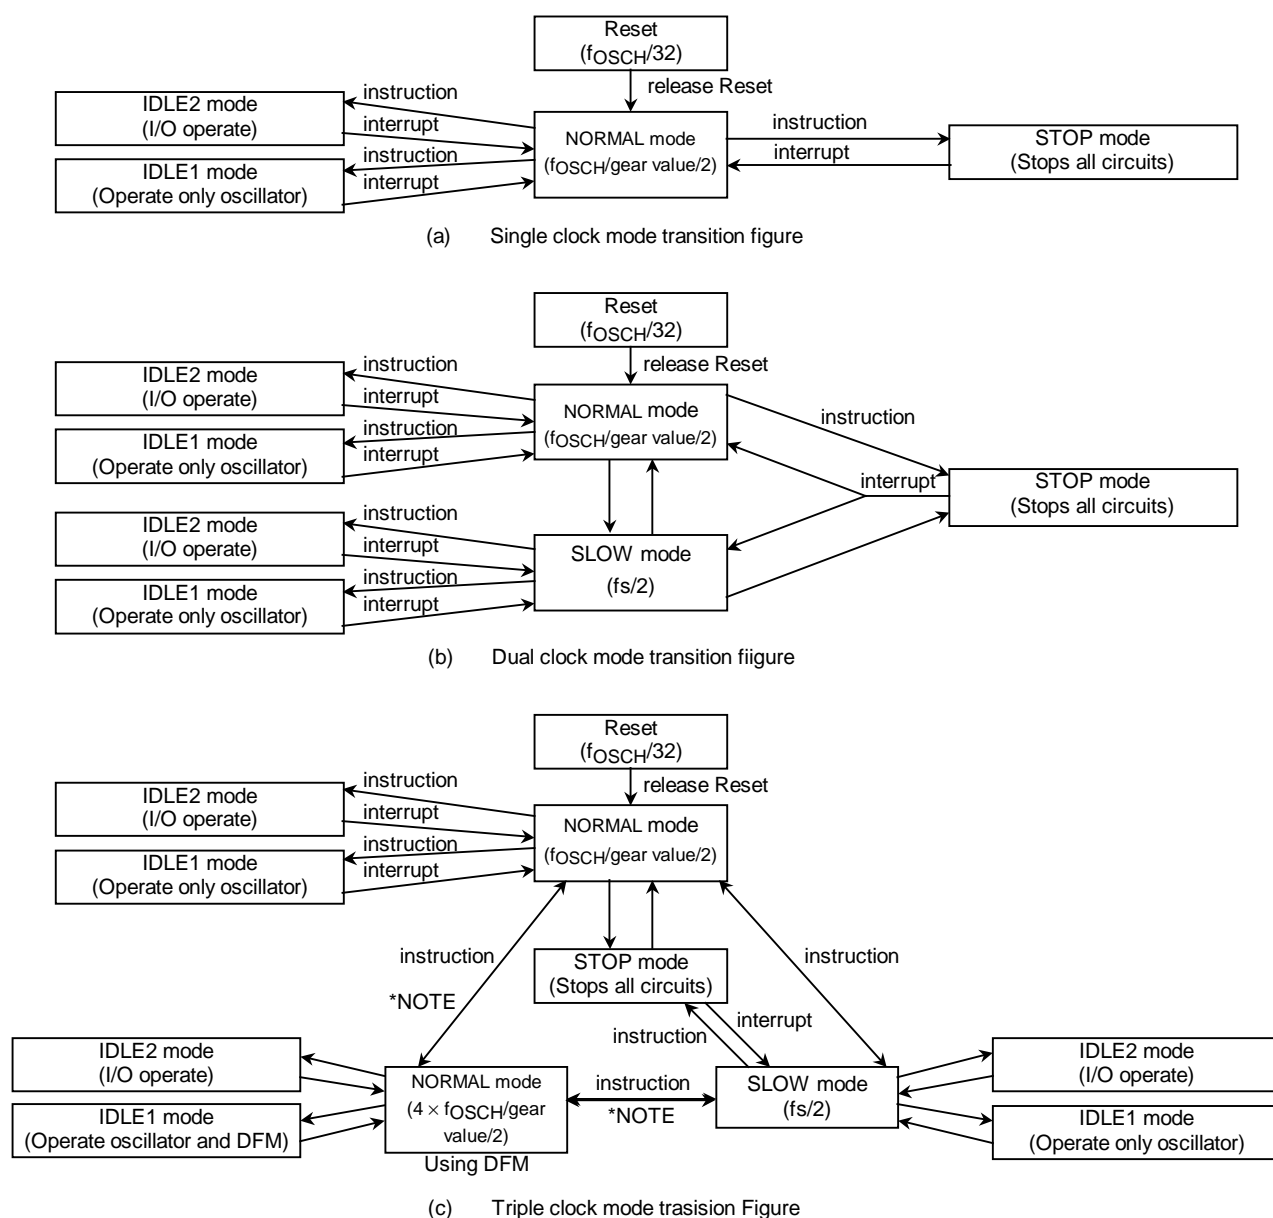 Reset
(fOSCH/32)
release Reset
IDLE2 mode
(I/O operate)
instruction
interrupt
NORMAL mode
(fOSCH/gear value/2)
instruction
interrupt
STOP mode
(Stops all circuits)
IDLE1 mode
(Operate only oscillator)
instruction
interrupt
(a) Single clock mode transition figure
Reset
(fOSCH/32)
release Reset
IDLE2 mode
(I/O operate)
instruction
interrupt
NORMAL mode
(fOSCH/gear value/2)
instruction
IDLE1 mode
(Operate only oscillator)
instruction
interrupt
interrupt
STOP mode
(Stops all circuits)
IDLE2 mode
(I/O operate)
instruction
interrupt
SLOW mode
(fs/2)
IDLE1 mode
(Operate only oscillator)
instruction
interrupt
(b) Dual clock mode transition fiigure
Reset
(fOSCH/32)
release Reset
IDLE2 mode
(I/O operate)
instruction
interrupt
NORMAL mode
(fOSCH/gear value/2)
IDLE1 mode
(Operate only oscillator)
instruction
interrupt
instruction
*NOTE
STOP mode
(Stops all circuits)
instruction
instruction
interrupt
IDLE2 mode
(I/O operate)
IDLE1 mode
(Operate oscillator and DFM)
NORMAL mode
(4 × fOSCH/gear
value/2)
Using DFM
instruction
*NOTE
SLOW mode
(fs/2)
IDLE2 mode
(I/O operate)
IDLE1 mode
(Operate only oscillator)
(c) Triple clock mode trasision Figure